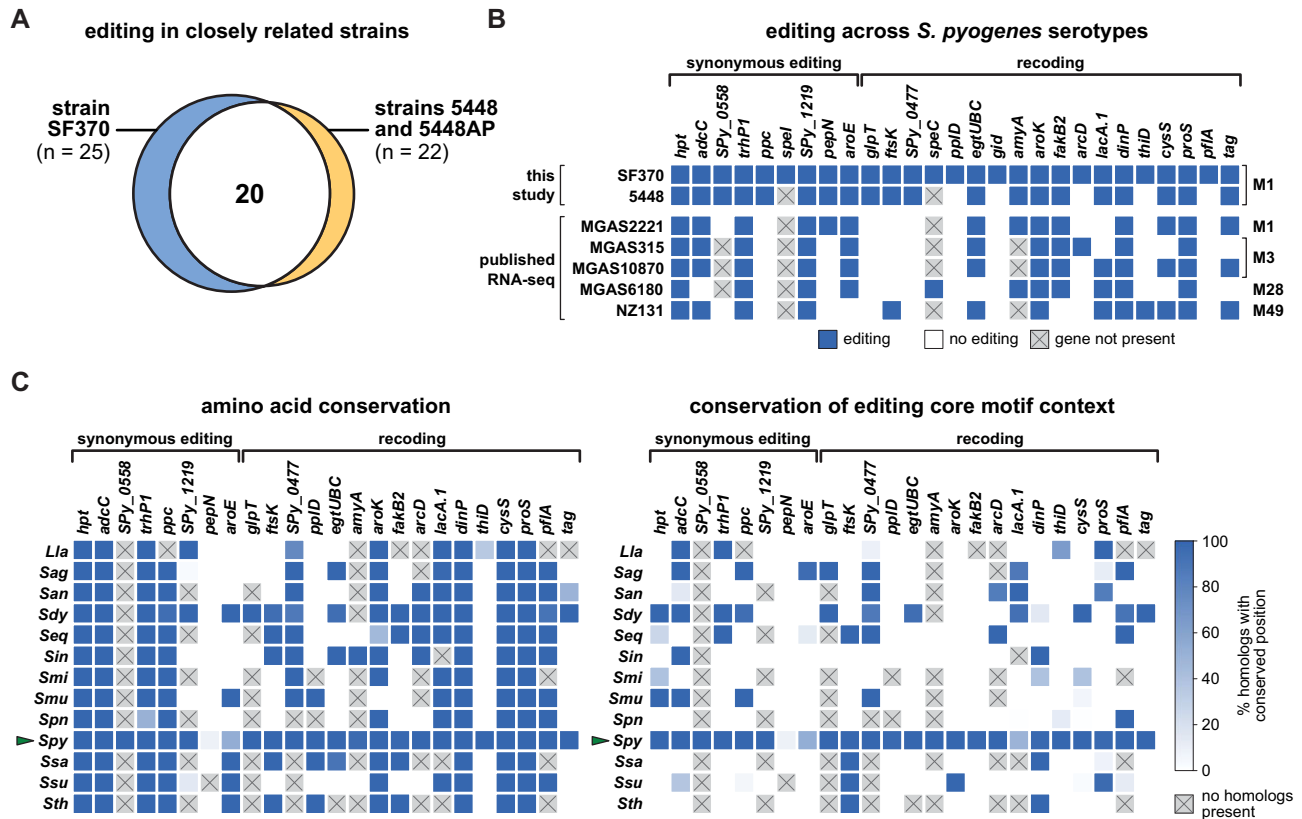 A
editing in closely related strains
strain
SF370
(n = 25)
20
strains 5448
and 5448AP
(n = 22)
B
editing across S. pyogenes serotypes
synonymous editing
recoding
hpt
adcC
SPy_0558
trhP1
ppc
speI
SPy_1219
pepN
aroE
glpT
ftsK
SPy_0477
speC
pplD
egtUBC
gid
amyA
aroK
fakB2
arcD
lacA.1
dinP
thiD
cysS
proS
pflA
tag
this
study
SF370
5448
M1
published
RNA-seq
MGAS2221
MGAS315
MGAS10870
MGAS6180
NZ131
M1
M3
M28
M49
editing
no editing
gene not present
C
amino acid conservation
synonymous editing
recoding
hpt
adcC
SPy_0558
trhP1
ppc
SPy_1219
pepN
aroE
glpT
ftsK
SPy_0477
pplD
egtUBC
amyA
aroK
fakB2
arcD
lacA.1
dinP
thiD
cysS
proS
pflA
tag
Lla
Sag
San
Sdy
Seq
Sin
Smi
Smu
Spn
Spy
Ssa
Ssu
Sth
conservation of editing core motif context
synonymous editing
recoding
hpt
adcC
SPy_0558
trhP1
ppc
SPy_1219
pepN
aroE
glpT
ftsK
SPy_0477
pplD
egtUBC
amyA
aroK
fakB2
arcD
lacA.1
dinP
thiD
cysS
proS
pflA
tag
Lla
Sag
San
Sdy
Seq
Sin
Smi
Smu
Spn
Spy
Ssa
Ssu
Sth
100
80
60
40
20
0
% homologs with
conserved position
no homologs
present